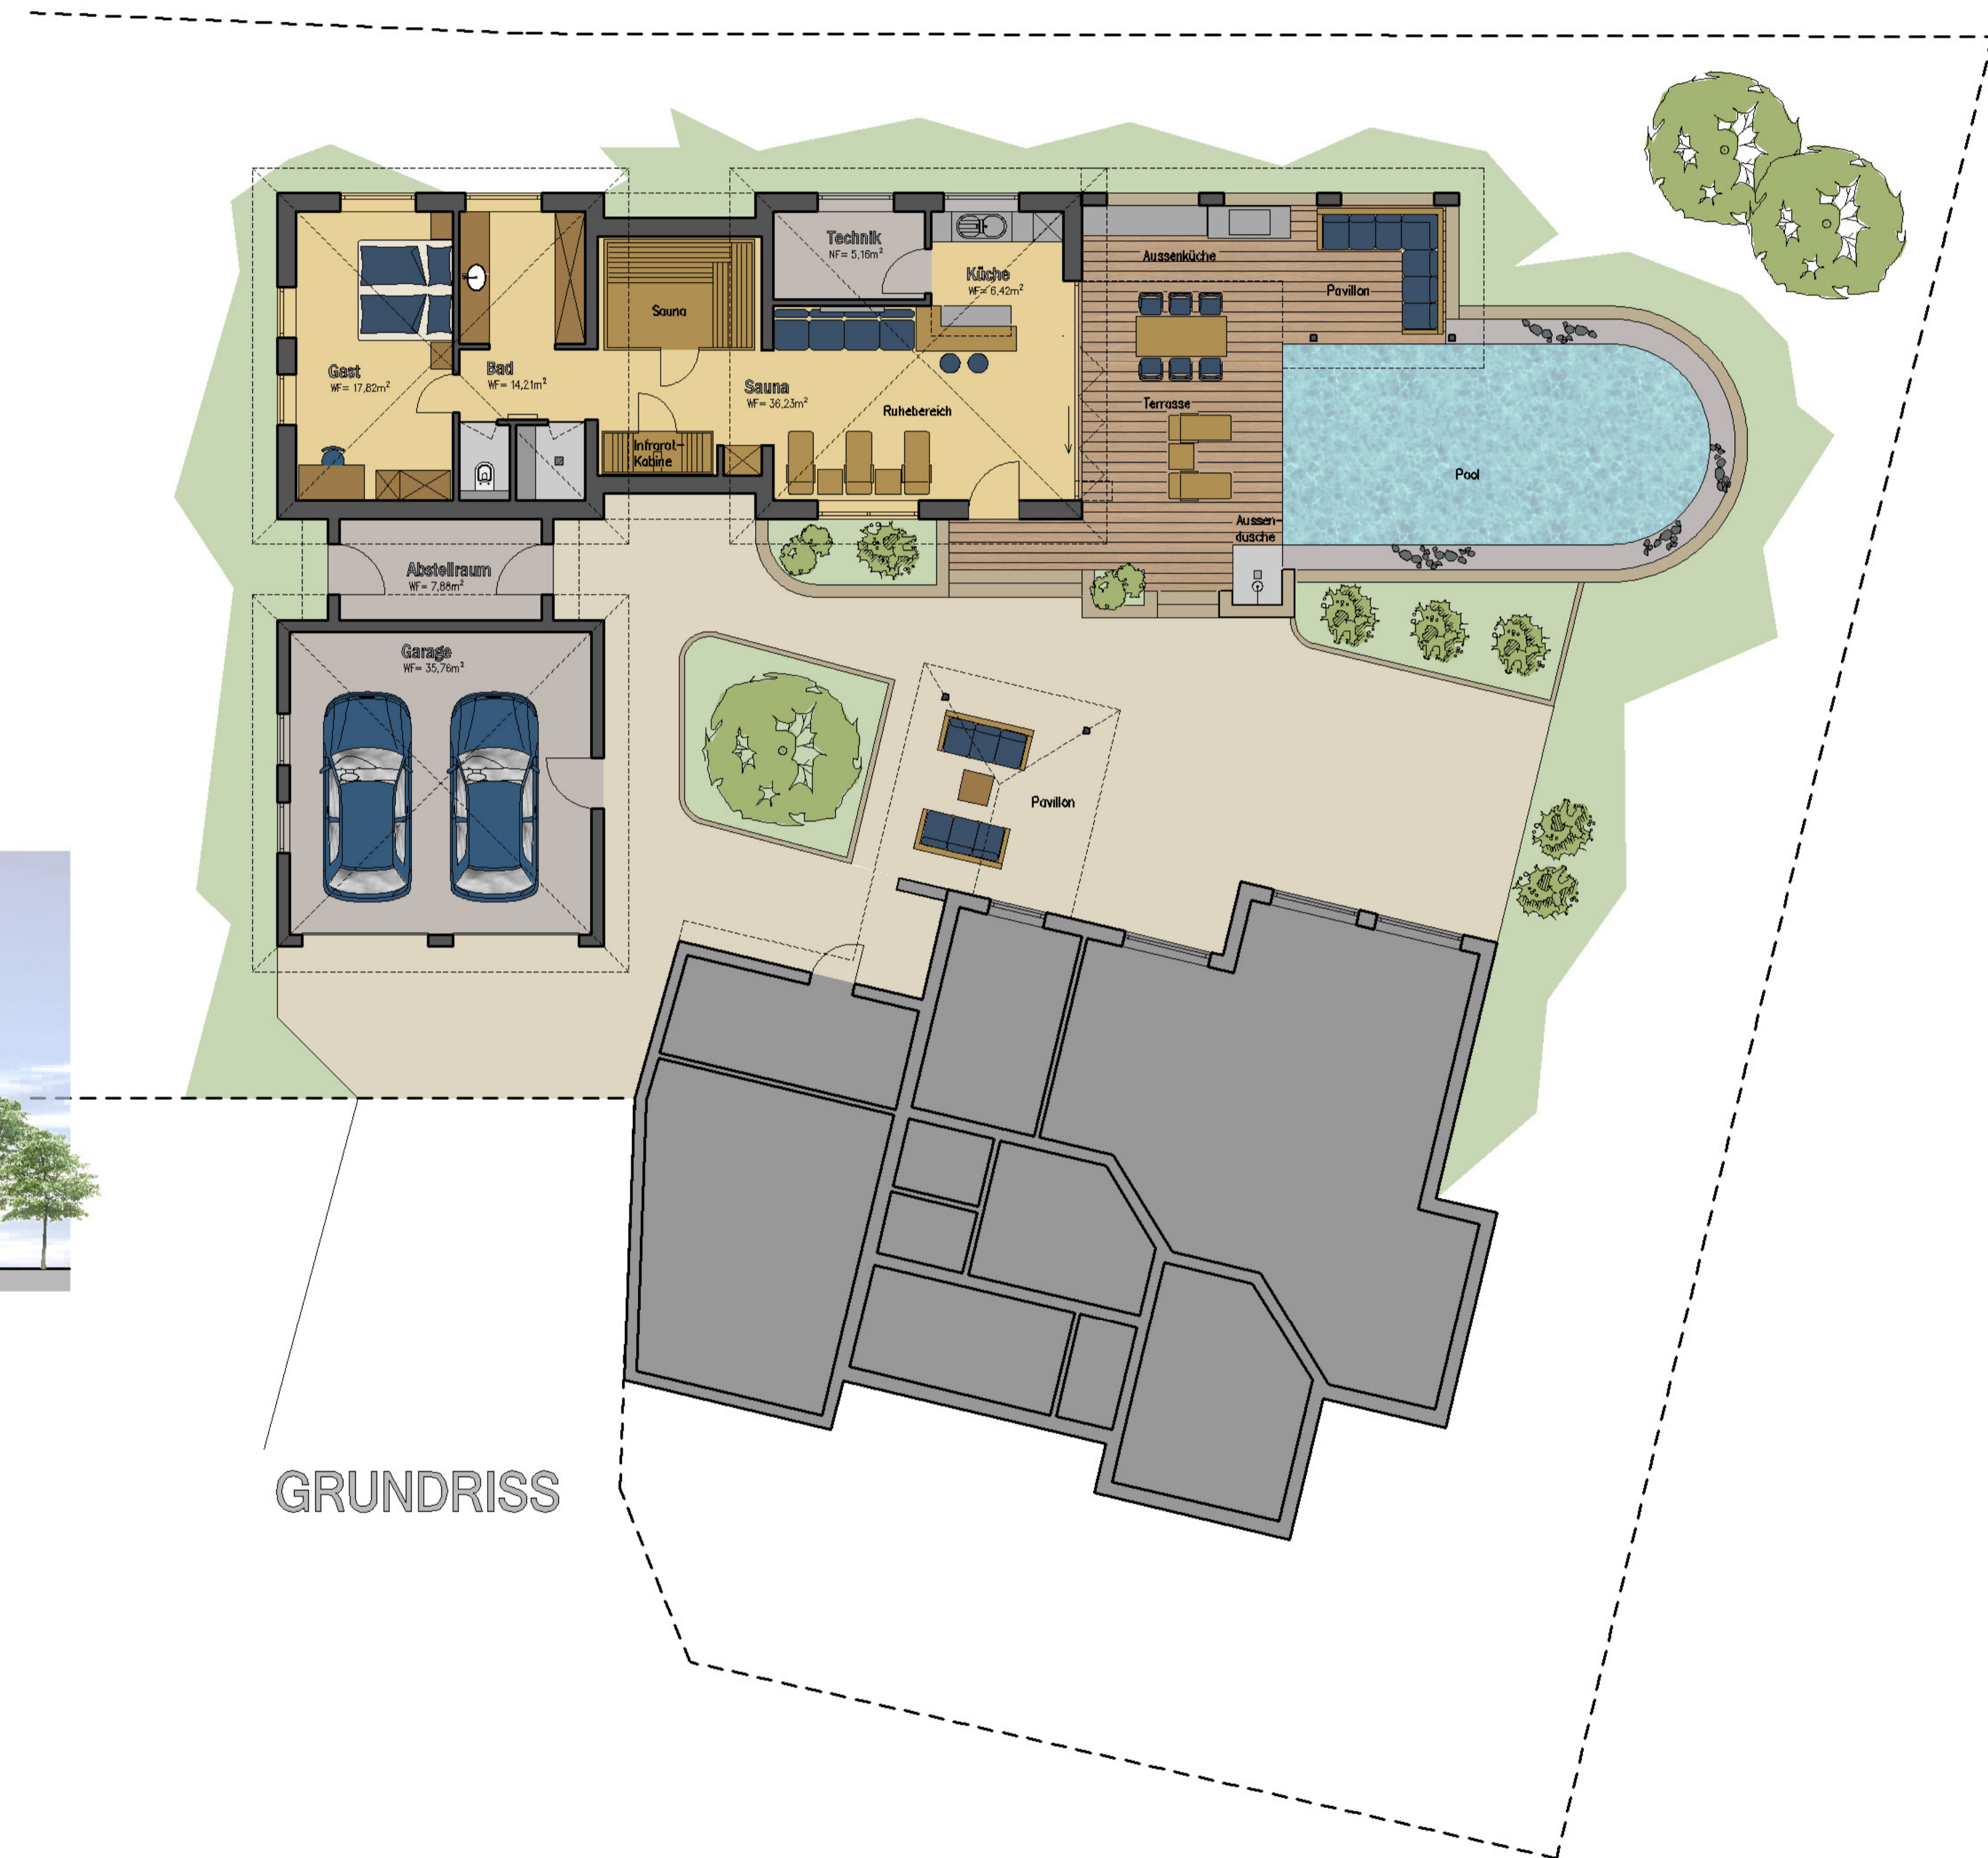 Technik
NF= 5,16m²
Küche
WF= 6,42m²
Aussenküche
Pavillon
Sauna
Gast
WF= 17,82m²
Bad
WF= 14,21m²
Sauna
WF= 36,23m²
Ruhebereich
Terrasse
Infrarot-
Kabine
Pool
Aussen-
dusche
Abstellraum
WF= 7,88m²
Garage
WF= 35,76m²
Pavillon
GRUNDRISS